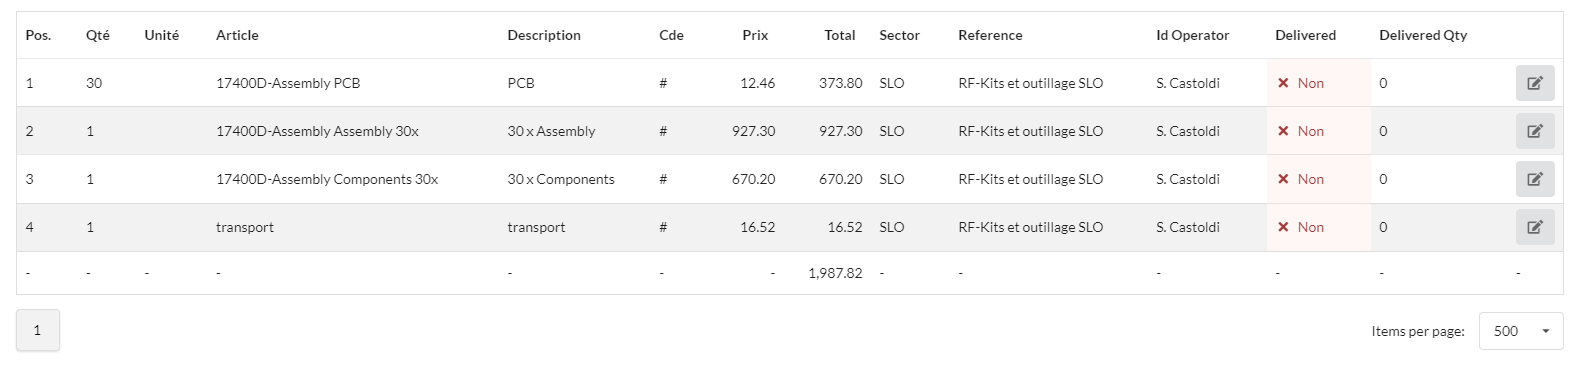 Pos. Qté Unité Article Description Cde Prix Total Sector Reference Id Operator Delivered Delivered Qty
1 30 17400D-Assembly PCB PCB # 12.46 373.80 SLO RF-Kits et outillage SLO S. Castoldi Non 0
2 1 17400D-Assembly Assembly 30x 30 x Assembly # 927.30 927.30 SLO RF-Kits et outillage SLO S. Castoldi Non 0
3 1 17400D-Assembly Components 30x 30 x Components # 670.20 670.20 SLO RF-Kits et outillage SLO S. Castoldi Non 0
4 1 transport transport # 16.52 16.52 SLO RF-Kits et outillage SLO S. Castoldi Non 0
- - - - - - - 1,987.82 - - - - - -
1 Items per page: 500